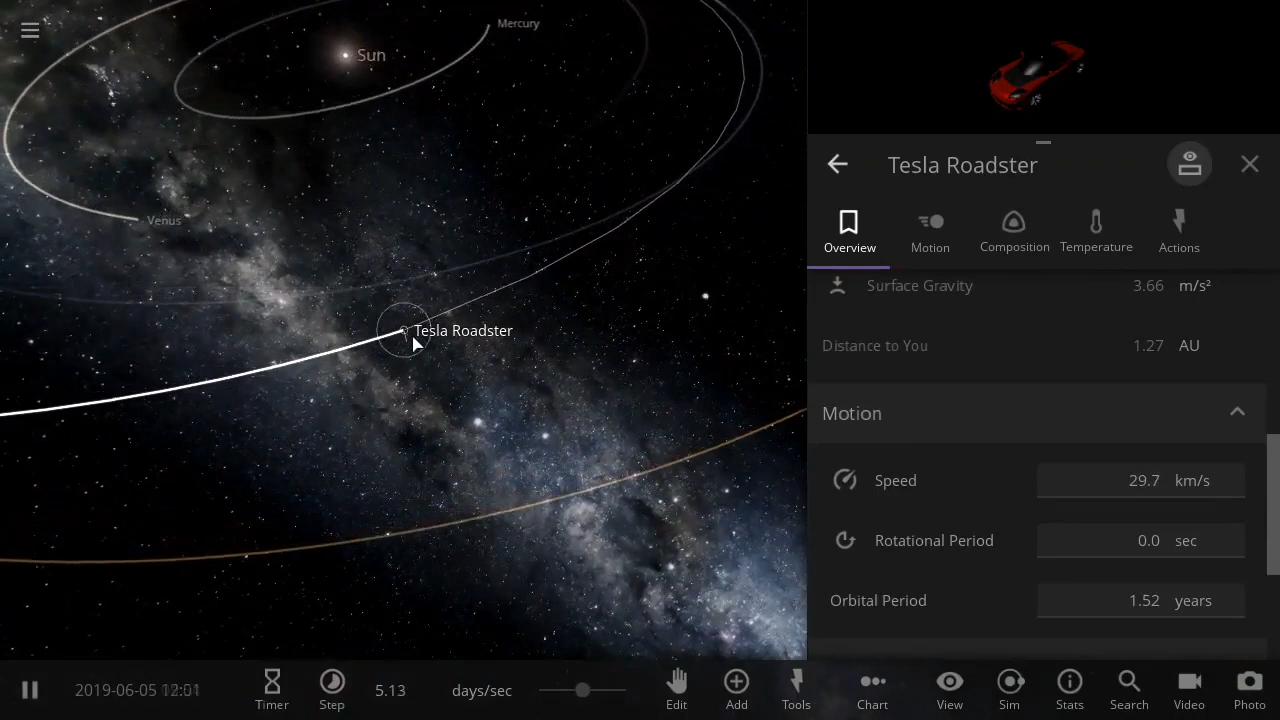 Mercury
Sun
Venus
Tesla Roadster
Tesla Roadster
Overview
Motion
Composition
Temperature
Actions
Surface Gravity 3.66 m/s²
Distance to You 1.27 AU
Motion
Speed 29.7 km/s
Rotational Period 0.0 sec
Orbital Period 1.52 years
2019-06-05
Timer
Step
5.13 days/sec
Edit
Add
Tools
Chart
View
Sim
Stats
Search
Video
Photo